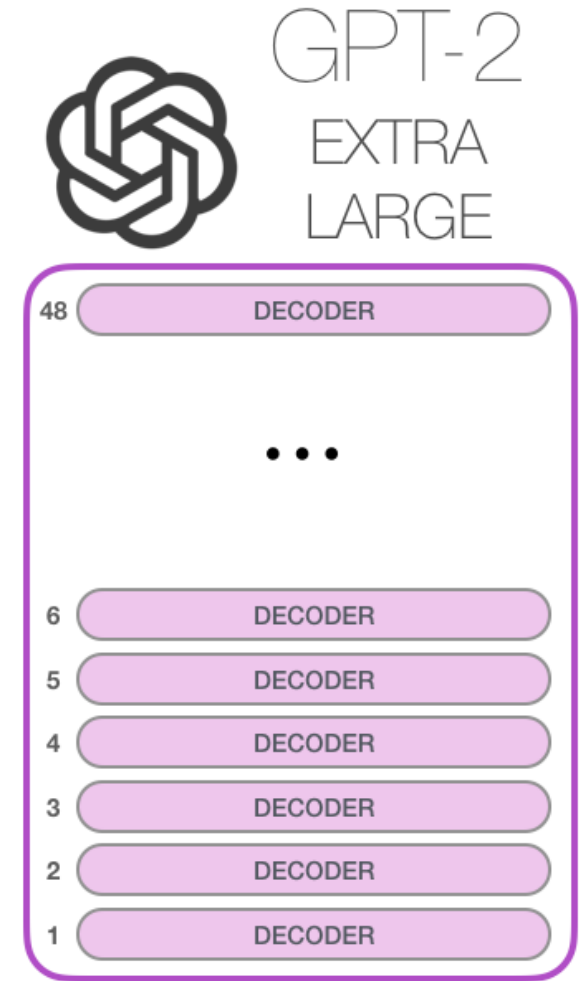 GPT-2
EXTRA
LARGE
48 DECODER
...
6 DECODER
5 DECODER
4 DECODER
3 DECODER
2 DECODER
1 DECODER